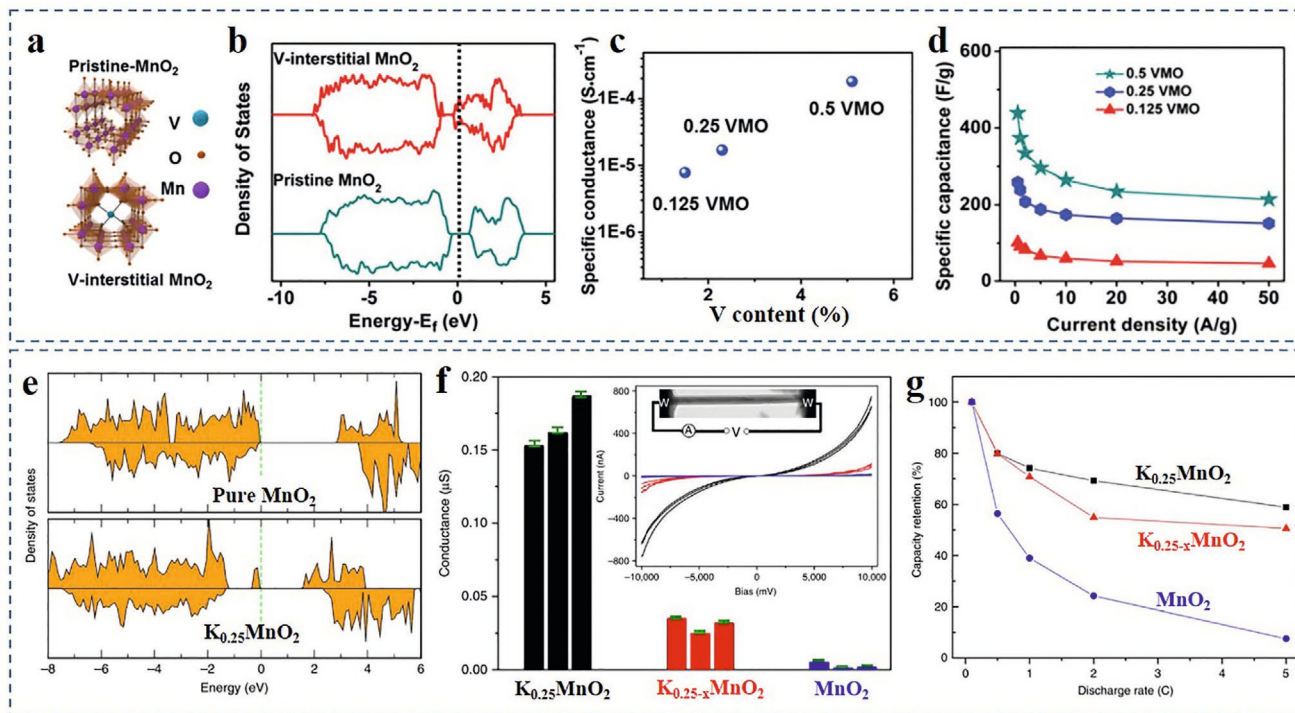 a
Pristine-MnO₂
V
O
Mn
V-interstitial MnO₂
b
V-interstitial MnO₂
Pristine MnO₂
Density of States
-10
-5
0
5
Energy-E_f (eV)
c
Specific conductance (S.cm⁻¹)
1E-4
1E-5
1E-6
0.5 VMO
0.25 VMO
0.125 VMO
2
4
6
V content (%)
d
Specific capacitance (F/g)
600
400
200
0
0.5 VMO
0.25 VMO
0.125 VMO
0
10
20
30
40
50
Current density (A/g)
e
Density of states
Pure MnO₂
K₀.₂₅MnO₂
−8
−6
−4
−2
0
2
4
6
Energy (eV)
f
Conductance (µS)
0.20
0.15
0.10
0.05
0.00
K₀.₂₅MnO₂
K₀.₂₅₋ₓMnO₂
MnO₂
W
W
A
V
Current (nA)
800
400
0
−400
−800
−10,000
−5,000
0
5,000
10,000
Bias (mV)
g
Capacity retention (%)
100
80
60
40
20
0
K₀.₂₅MnO₂
K₀.₂₅₋ₓMnO₂
MnO₂
0
1
2
3
4
5
Discharge rate (C)